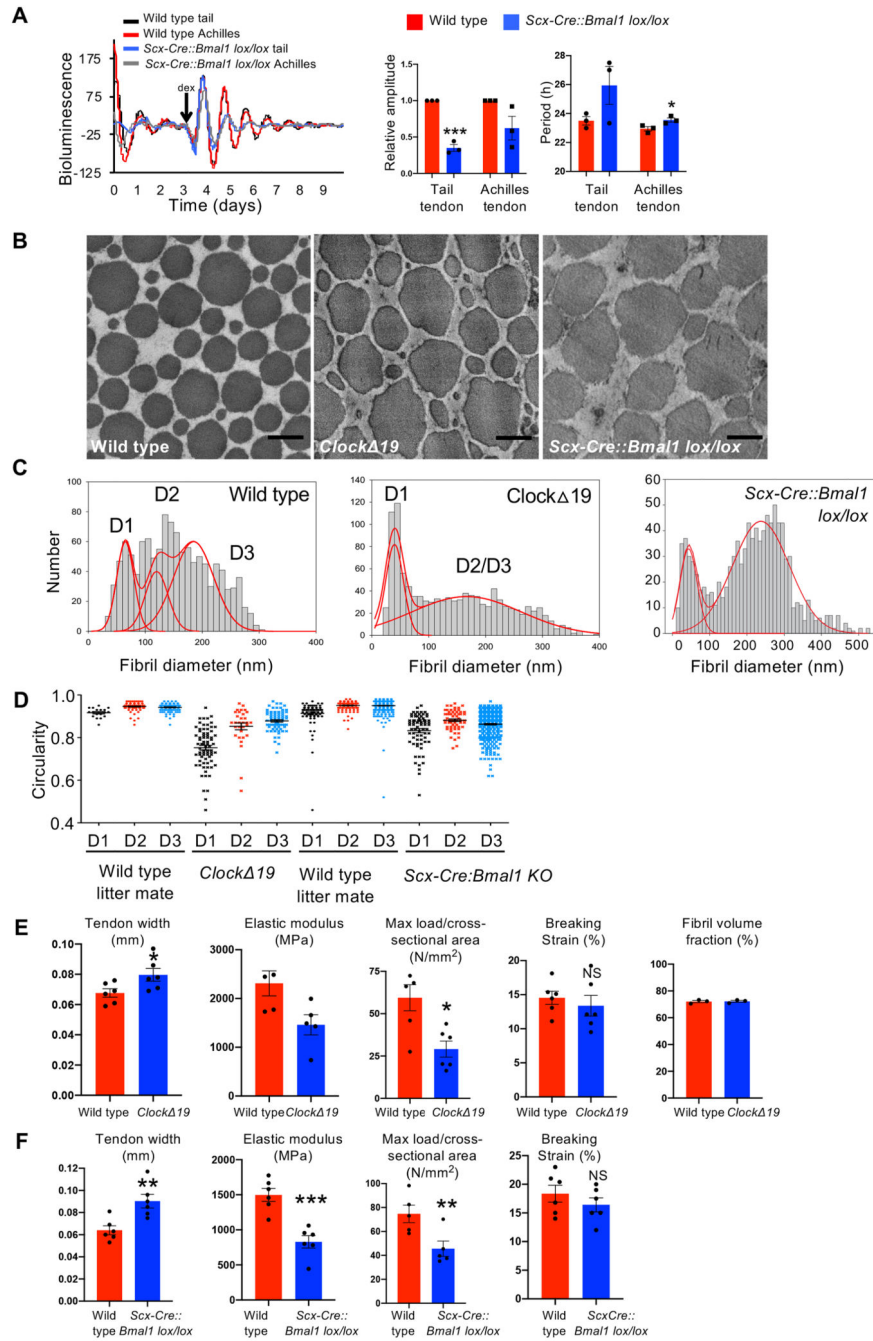 A
Wild type tail
Wild type Achilles
Scx-Cre::Bmal1 lox/lox tail
Scx-Cre::Bmal1 lox/lox Achilles
Bioluminescence
175
75
-25
-125
dex
0 1 2 3 4 5 6 7 8 9
Time (days)
Wild type
Scx-Cre::Bmal1 lox/lox
Relative amplitude
1.5
1.0
0.5
0.0
***
Tail tendon
Achilles tendon
Period (h)
28
26
24
22
20
*
Tail tendon
Achilles tendon
B
Wild type
ClockΔ19
Scx-Cre::Bmal1 lox/lox
C
Number
100
80
60
40
20
0
D1
D2
D3
Wild type
0 100 200 300 400
Fibril diameter (nm)
120
100
80
60
40
20
0
D1
D2/D3
ClockΔ19
0 100 200 300 400
Fibril diameter (nm)
60
50
40
30
20
10
0
Scx-Cre::Bmal1
lox/lox
0 100 200 300 400 500
Fibril diameter (nm)
D
Circularity
1.0
0.8
0.6
0.4
D1 D2 D3 D1 D2 D3 D1 D2 D3 D1 D2 D3
Wild type
litter mate
ClockΔ19
Wild type
litter mate
Scx-Cre:Bmal1 KO
E
Tendon width
(mm)
0.10
0.08
0.06
0.04
0.02
0.00
*
Wild type ClockΔ19
Elastic modulus
(MPa)
3000
2000
1000
0
Wild type ClockΔ19
Max load/cross-
sectional area
(N/mm²)
75
50
25
0
*
Wild type ClockΔ19
Breaking
Strain (%)
20
15
10
5
0
NS
Wild type ClockΔ19
Fibril volume
fraction (%)
100
80
60
40
20
0
Wild type ClockΔ19
F
Tendon width
(mm)
0.12
0.10
0.08
0.06
0.04
0.02
0.00
**
Wild
type
Scx-Cre::
Bmal1 lox/lox
Elastic modulus
(MPa)
2000
1500
1000
500
0
***
Wild
type
Scx-Cre::
Bmal1 lox/lox
Max load/cross-
sectional area
(N/mm²)
100
80
60
40
20
0
**
Wild
type
Scx-Cre::
Bmal1 lox/lox
Breaking
Strain (%)
25
20
15
10
5
0
NS
Wild
type
ScxCre::
Bmal1 lox/lox